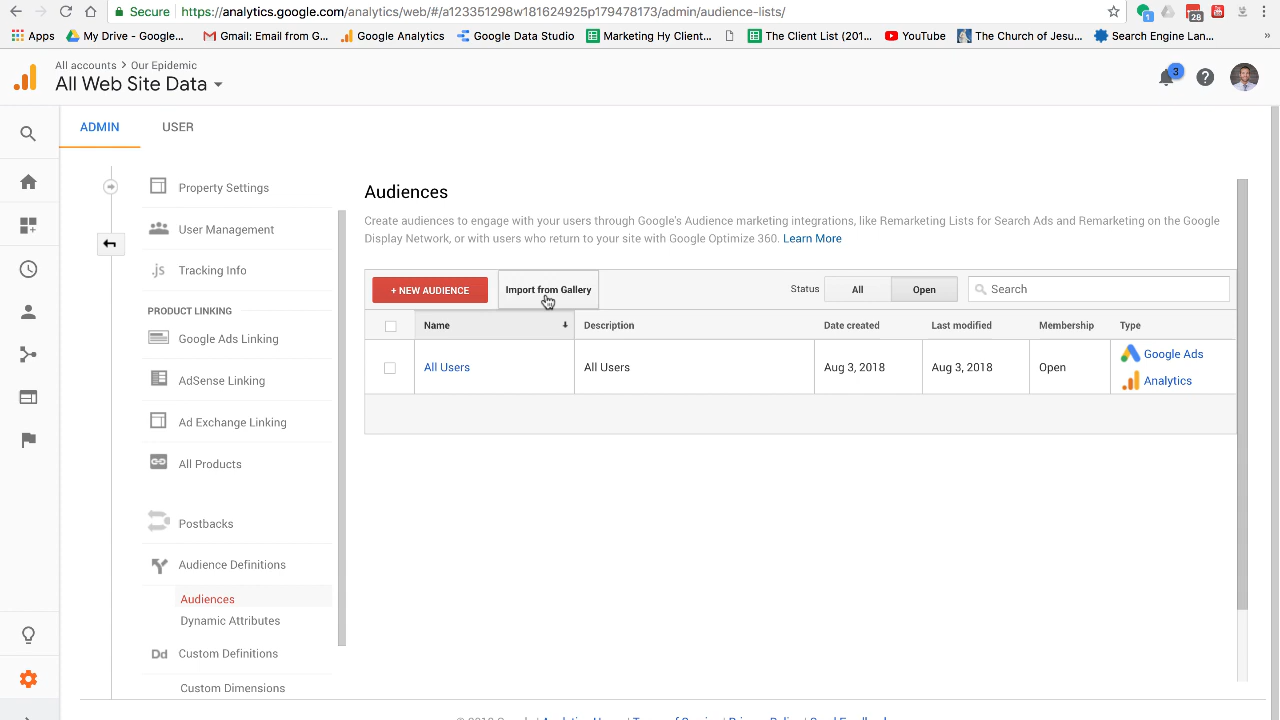 Secure https://analytics.google.com/analytics/web/#/a123351298w181624925p179478173/admin/audience-lists/
1 28
Apps My Drive - Google... Gmail: Email from G... Google Analytics Google Data Studio Marketing Hy Client... The Client List (201... YouTube The Church of Jesu... Search Engine Lan... »
All accounts > Our Epidemic
All Web Site Data
3
ADMIN USER
Property Settings
User Management
.js Tracking Info
PRODUCT LINKING
Google Ads Linking
AdSense Linking
Ad Exchange Linking
All Products
Postbacks
Audience Definitions
Audiences
Dynamic Attributes
Dd Custom Definitions
Custom Dimensions
Audiences
Create audiences to engage with your users through Google's Audience marketing integrations, like Remarketing Lists for Search Ads and Remarketing on the Google
Display Network, or with users who return to your site with Google Optimize 360. Learn More
+ NEW AUDIENCE Import from Gallery Status All Open Search
Name Description Date created Last modified Membership Type
All Users All Users Aug 3, 2018 Aug 3, 2018 Open Google Ads
Analytics